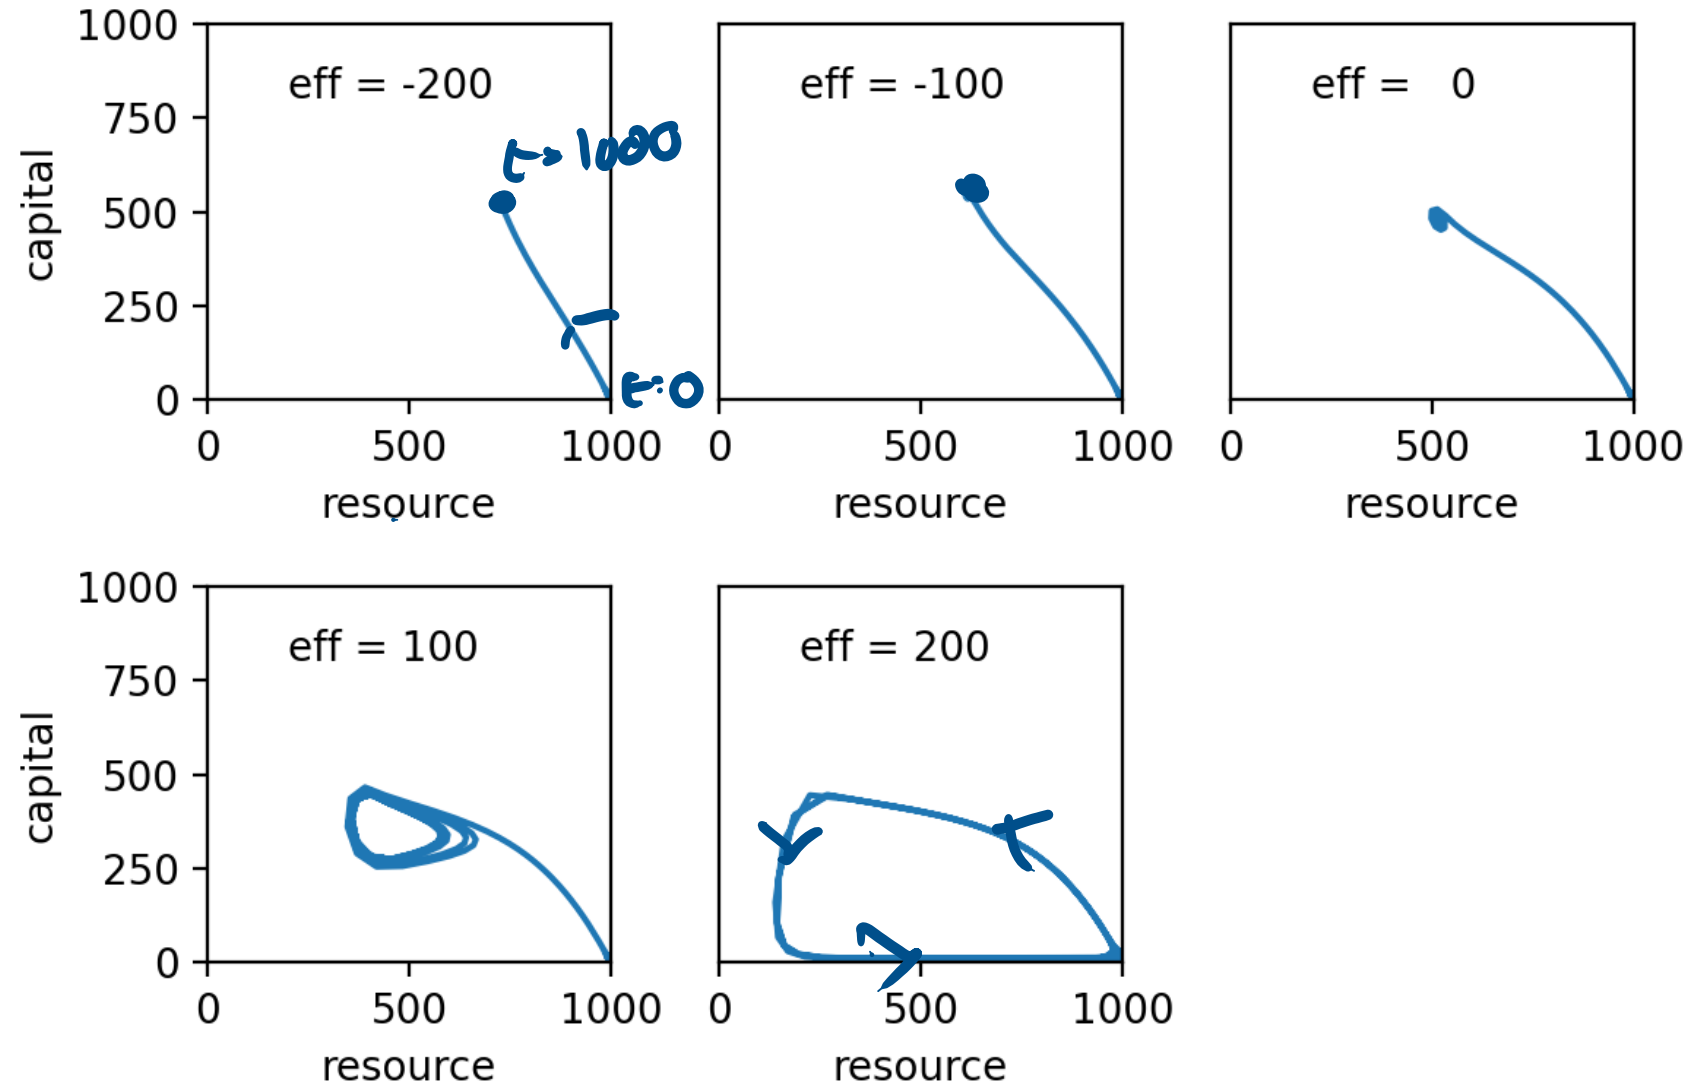 1000
eff = -200
eff = -100
eff = 0
750
t→1000
500
capital
250
t=0
0
0 500 1000 0 500 1000 0 500 1000
resource resource resource
1000
eff = 100
eff = 200
750
500
capital
250
0
0 500 1000 0 500 1000
resource resource